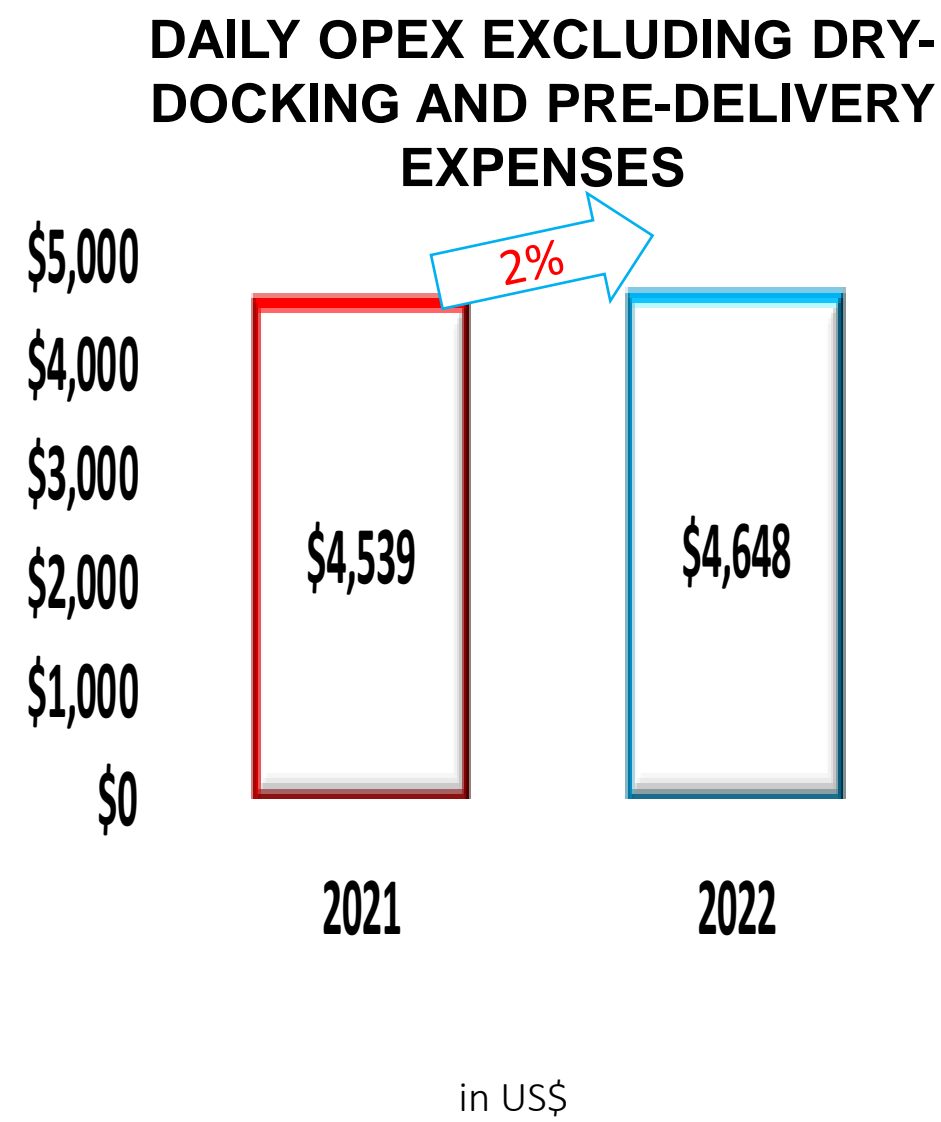 DAILY OPEX EXCLUDING DRY-
DOCKING AND PRE-DELIVERY
EXPENSES
2%
$5,000
$4,000
$3,000
$2,000
$1,000
$0
$4,539
$4,648
2021
2022
in US$